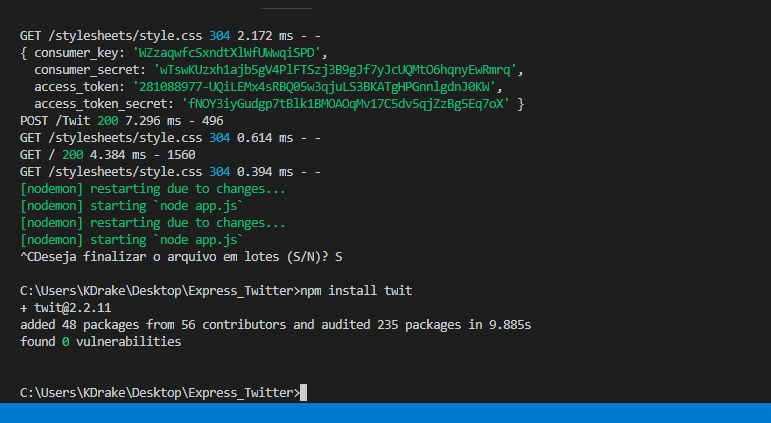 GET /stylesheets/style.css 304 2.172 ms - -
{ consumer_key: 'WZzaqwfcSxndtXlWfUWwqiSPD',
consumer_secret: 'wTswKUzxh1ajb5gV4PlFTSzj3B9gJf7yJcUQMtO6hqnyEwRmrq',
access_token: '281088977-UQiLEMx4sRBQ05w3qjuLS3BKATgHPGnnlgdnJ0KW',
access_token_secret: 'fNOY3iyGudgp7tBlk1BMOAOqMv17C5dv5qjZzBg5Eq7oX' }
POST /Twit 200 7.296 ms - 496
GET /stylesheets/style.css 304 0.614 ms - -
GET / 200 4.384 ms - 1560
GET /stylesheets/style.css 304 0.394 ms - -
[nodemon] restarting due to changes...
[nodemon] starting `node app.js`
[nodemon] restarting due to changes...
[nodemon] starting `node app.js`
^CDeseja finalizar o arquivo em lotes (S/N)? S
C:\Users\KDrake\Desktop\Express_Twitter>npm install twit
+ twit@2.2.11
added 48 packages from 56 contributors and audited 235 packages in 9.885s
found 0 vulnerabilities
C:\Users\KDrake\Desktop\Express_Twitter>